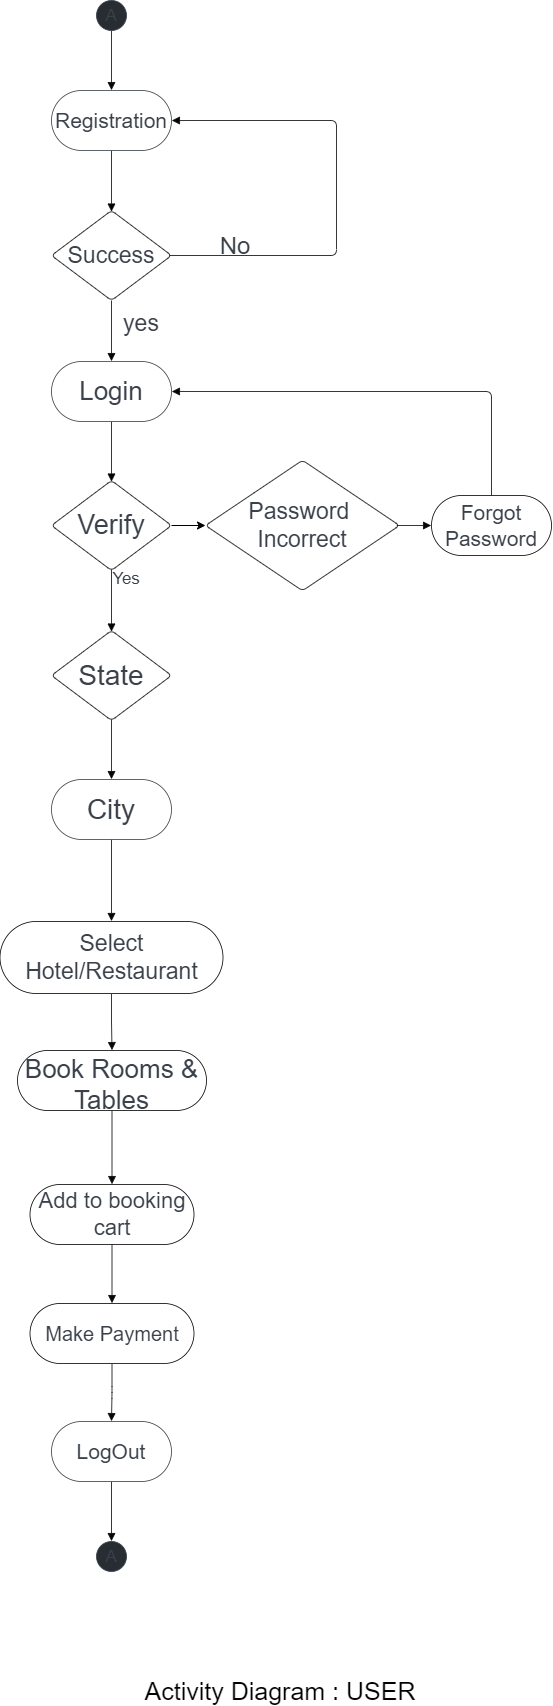 A
Registration
Success
No
yes
Login
Verify
Password
Incorrect
Forgot
Password
Yes
State
City
Select
Hotel/Restaurant
Book Rooms &
Tables
Add to booking
cart
Make Payment
LogOut
A
Activity Diagram : USER